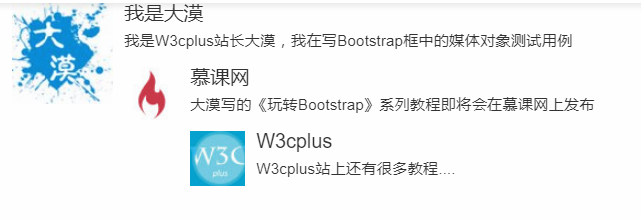 大漠
我是大漠
我是W3cplus站长大漠，我在写Bootstrap框中的媒体对象测试用例
慕课网
大漠写的《玩转Bootstrap》系列教程即将会在慕课网上发布
W3C
plus
W3cplus
W3cplus站上还有很多教程....